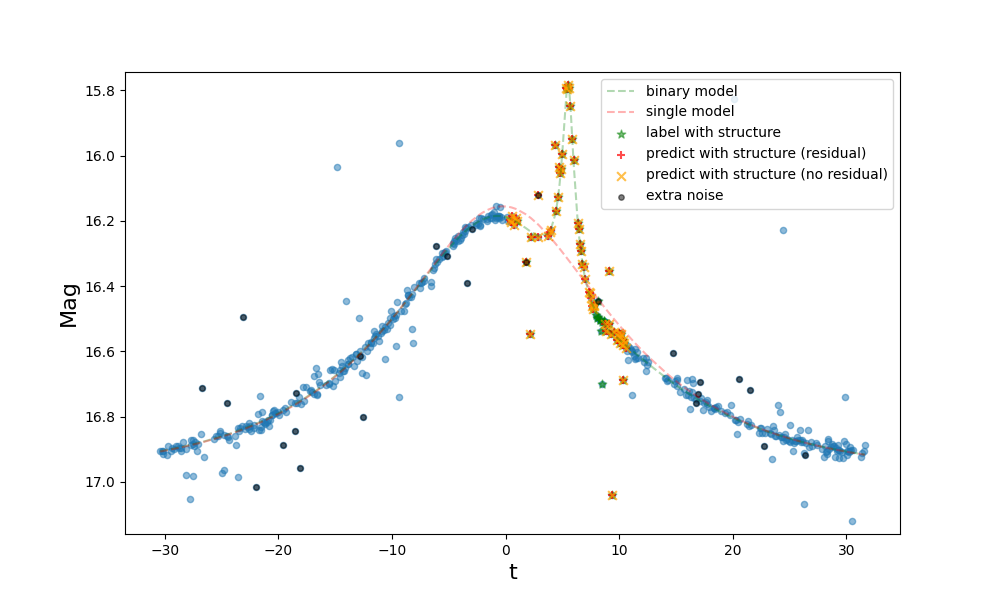 binary model
single model
label with structure
predict with structure (residual)
predict with structure (no residual)
extra noise
Mag
15.8
16.0
16.2
16.4
16.6
16.8
17.0
−30
−20
−10
0
10
20
30
t